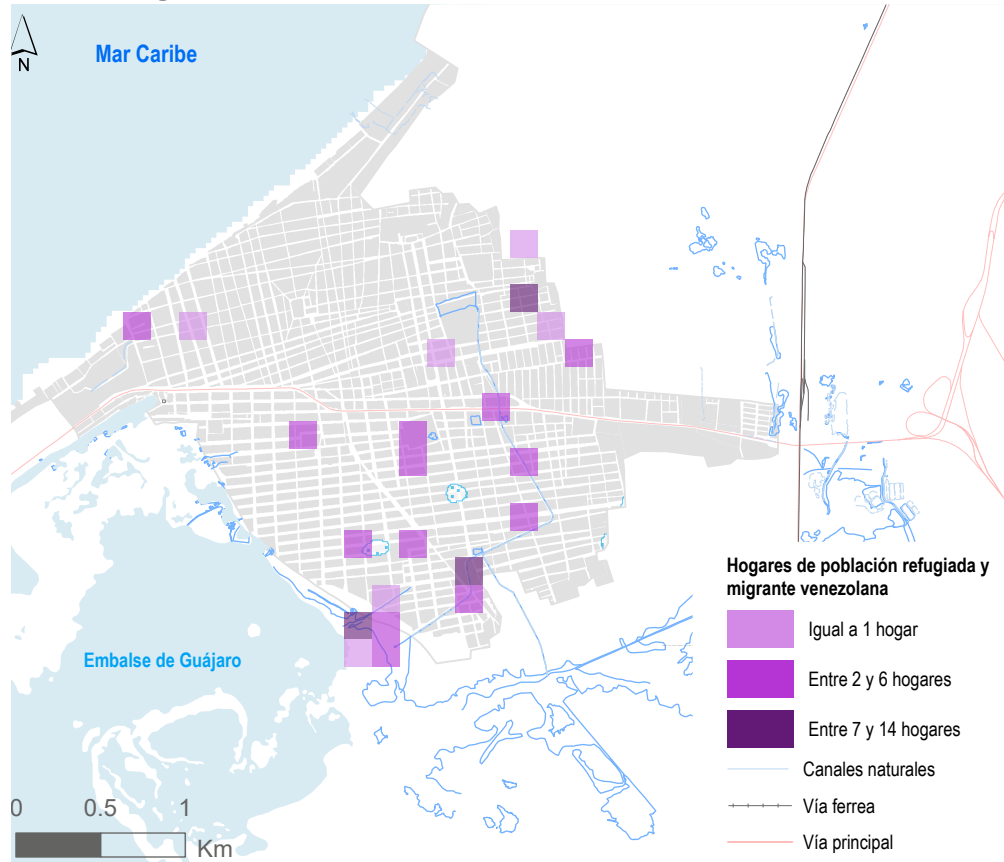 N
Mar Caribe
Embalse de Guájaro
Hogares de población refugiada y
migrante venezolana
Igual a 1 hogar
Entre 2 y 6 hogares
Entre 7 y 14 hogares
Canales naturales
Vía ferrea
Vía principal
0 0.5 1
Km